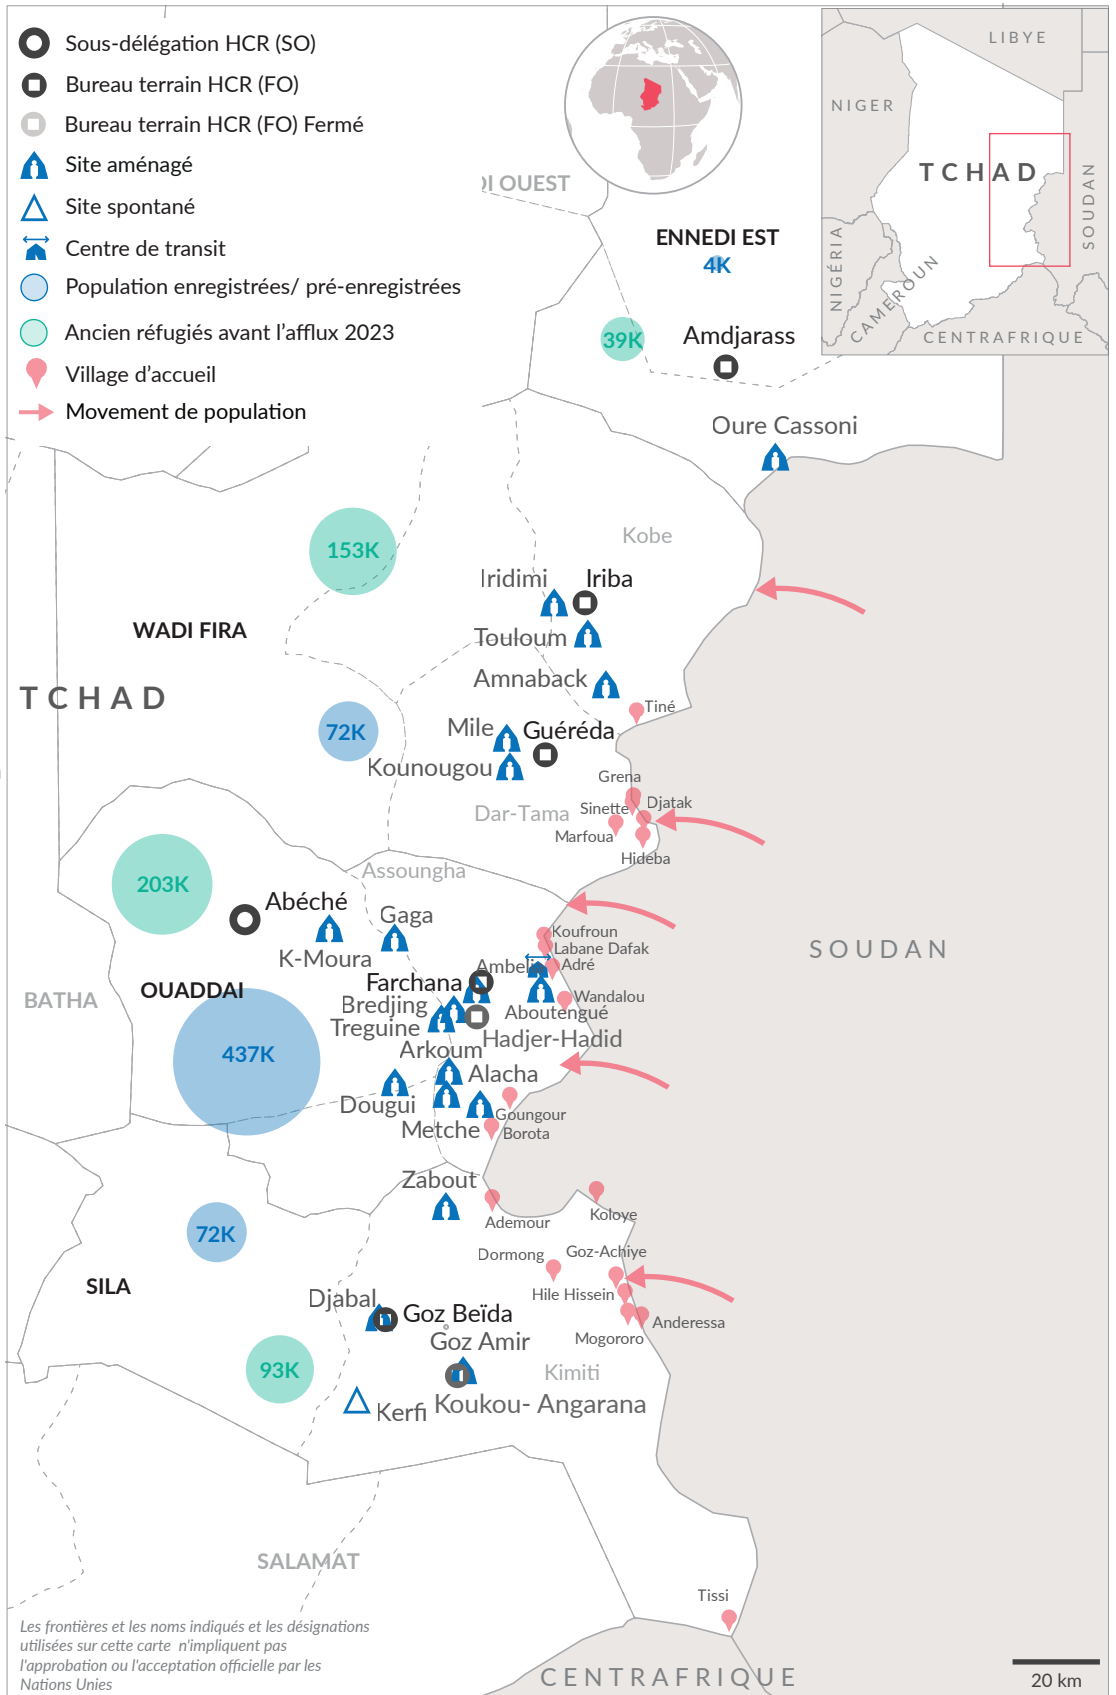 Sous-délégation HCR (SO)
Bureau terrain HCR (FO)
Bureau terrain HCR (FO) Fermé
Site aménagé
Site spontané
Centre de transit
Population enregistrées/ pré-enregistrées
Ancien réfugiés avant l'afflux 2023
Village d'accueil
Movement de population
LIBYE
NIGER
TCHAD
SOUDAN
NIGÉRIA
CAMEROUN
CENTRAFRIQUE
DI OUEST
ENNEDI EST
4K
39K
Amdjarass
Oure Cassoni
Kobe
153K
Iridimi
Iriba
WADI FIRA
Touloum
TCHAD
Amnaback
Tiné
72K
Mile
Guéréda
Kounougou
Grena
Sinette
Djatak
Dar-Tama
Marfoua
Hideba
Assoungha
203K
Abéché
Gaga
Koufroun
Labane Dafak
K-Moura
Ambelia
Adré
SOUDAN
Farchana
OUADDAI
BATHA
Bredjing
Wandalou
Aboutengué
Treguine
Hadjer-Hadid
Arkoum
437K
Alacha
Dougui
Goungour
Metche
Borota
Zabout
Ademour
Koloye
72K
Dormong
Goz-Achiye
SILA
Hile Hissein
Djabal
Goz Beïda
Anderessa
Mogororo
Goz Amir
93K
Kimiti
Kerfi
Koukou- Angarana
SALAMAT
Tissi
Les frontières et les noms indiqués et les désignations
utilisées sur cette carte n'impliquent pas
l'approbation ou l'acceptation officielle par les
Nations Unies
CENTRAFRIQUE
20 km